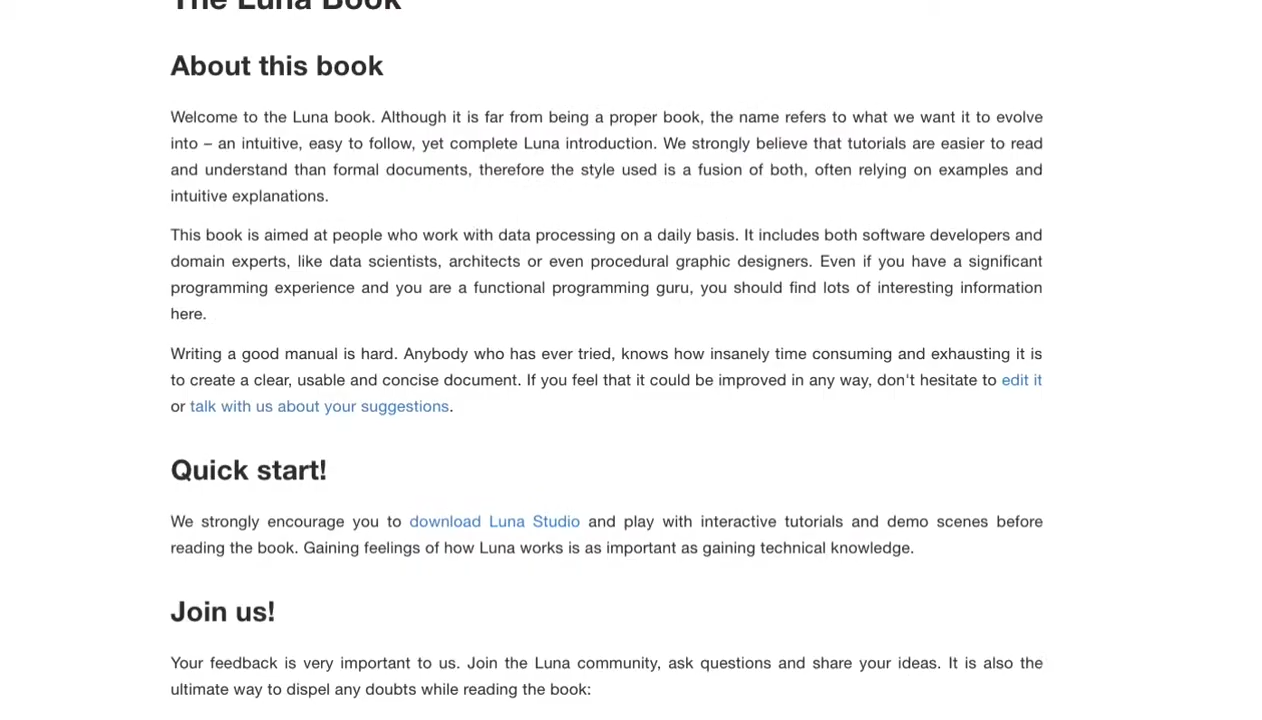 The Luna Book
About this book
Welcome to the Luna book. Although it is far from being a proper book, the name refers to what we want it to evolve
into – an intuitive, easy to follow, yet complete Luna introduction. We strongly believe that tutorials are easier to read
and understand than formal documents, therefore the style used is a fusion of both, often relying on examples and
intuitive explanations.
This book is aimed at people who work with data processing on a daily basis. It includes both software developers and
domain experts, like data scientists, architects or even procedural graphic designers. Even if you have a significant
programming experience and you are a functional programming guru, you should find lots of interesting information
here.
Writing a good manual is hard. Anybody who has ever tried, knows how insanely time consuming and exhausting it is
to create a clear, usable and concise document. If you feel that it could be improved in any way, don't hesitate to edit it
or talk with us about your suggestions.
Quick start!
We strongly encourage you to download Luna Studio and play with interactive tutorials and demo scenes before
reading the book. Gaining feelings of how Luna works is as important as gaining technical knowledge.
Join us!
Your feedback is very important to us. Join the Luna community, ask questions and share your ideas. It is also the
ultimate way to dispel any doubts while reading the book: